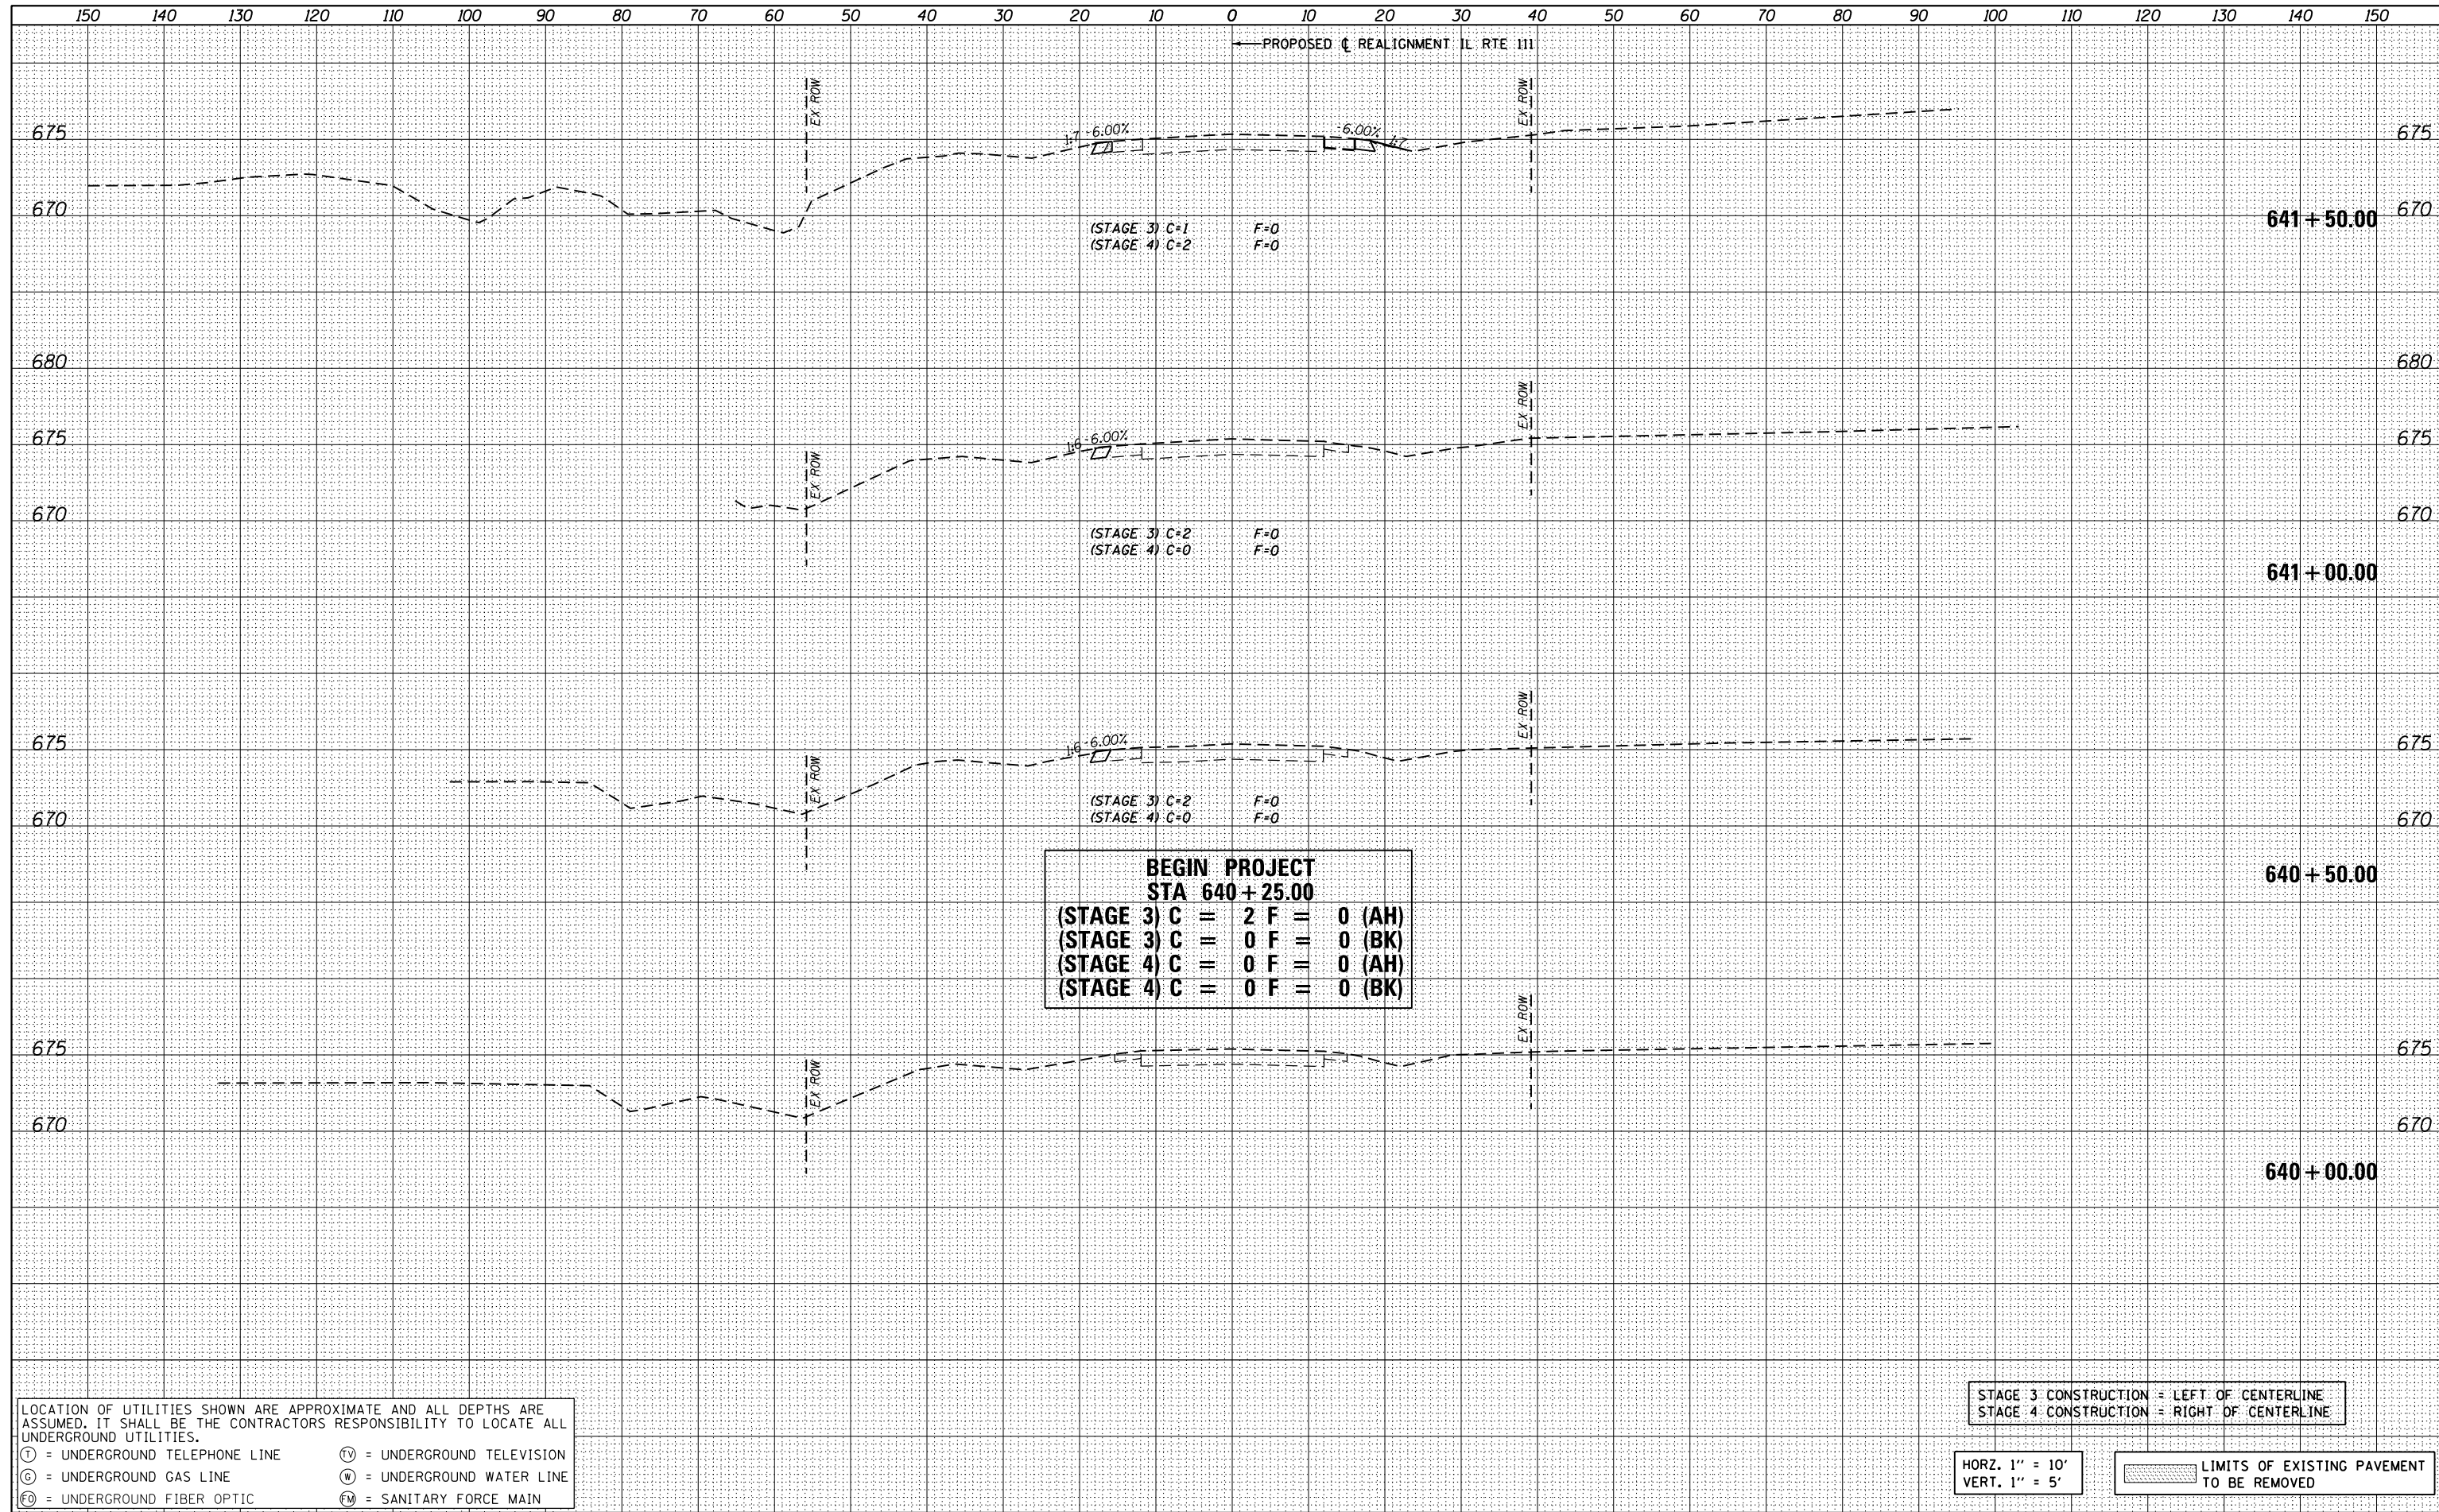 150 140 130 120 110 100 90 80 70 60 50 40 30 20 10 0 10 20 30 40 50 60 70 80 90 100 110 120 130 140 150
PROPOSED ℄ REALIGNMENT IL RTE 111
EX ROW
EX ROW
675
1:7
-6.00%
-6.00%
1:7
675
670
670
641+50.00
(STAGE 3) C=1 F=0
(STAGE 4) C=2 F=0
680
680
EX ROW
EX ROW
675
1:6
-6.00%
675
670
670
(STAGE 3) C=2 F=0
(STAGE 4) C=0 F=0
641+00.00
EX ROW
EX ROW
675
1:6
-6.00%
675
(STAGE 3) C=2 F=0
(STAGE 4) C=0 F=0
670
670
BEGIN PROJECT
STA 640+25.00
(STAGE 3) C = 2 F = 0 (AH)
(STAGE 3) C = 0 F = 0 (BK)
(STAGE 4) C = 0 F = 0 (AH)
(STAGE 4) C = 0 F = 0 (BK)
640+50.00
EX ROW
EX ROW
675
675
670
670
640+00.00
LOCATION OF UTILITIES SHOWN ARE APPROXIMATE AND ALL DEPTHS ARE
ASSUMED. IT SHALL BE THE CONTRACTORS RESPONSIBILITY TO LOCATE ALL
UNDERGROUND UTILITIES.
T = UNDERGROUND TELEPHONE LINE
TV = UNDERGROUND TELEVISION
G = UNDERGROUND GAS LINE
W = UNDERGROUND WATER LINE
FO = UNDERGROUND FIBER OPTIC
FM = SANITARY FORCE MAIN
STAGE 3 CONSTRUCTION = LEFT OF CENTERLINE
STAGE 4 CONSTRUCTION = RIGHT OF CENTERLINE
HORZ. 1'' = 10'
VERT. 1'' = 5'
LIMITS OF EXISTING PAVEMENT
TO BE REMOVED